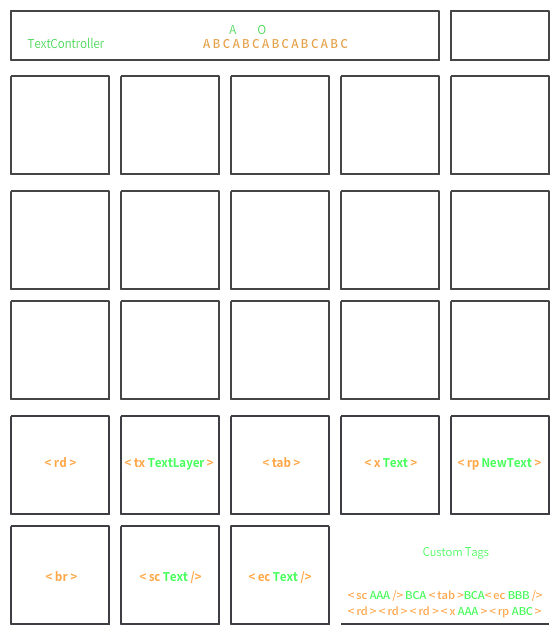 A O
TextController ABCABCABCABCABC
< rd >
< tx TextLayer >
< tab >
< x Text >
< rp NewText >
< br >
< sc Text />
< ec Text />
Custom Tags
< sc AAA /> BCA < tab >BCA< ec BBB />
< rd > < rd > < rd > < x AAA > < rp ABC >